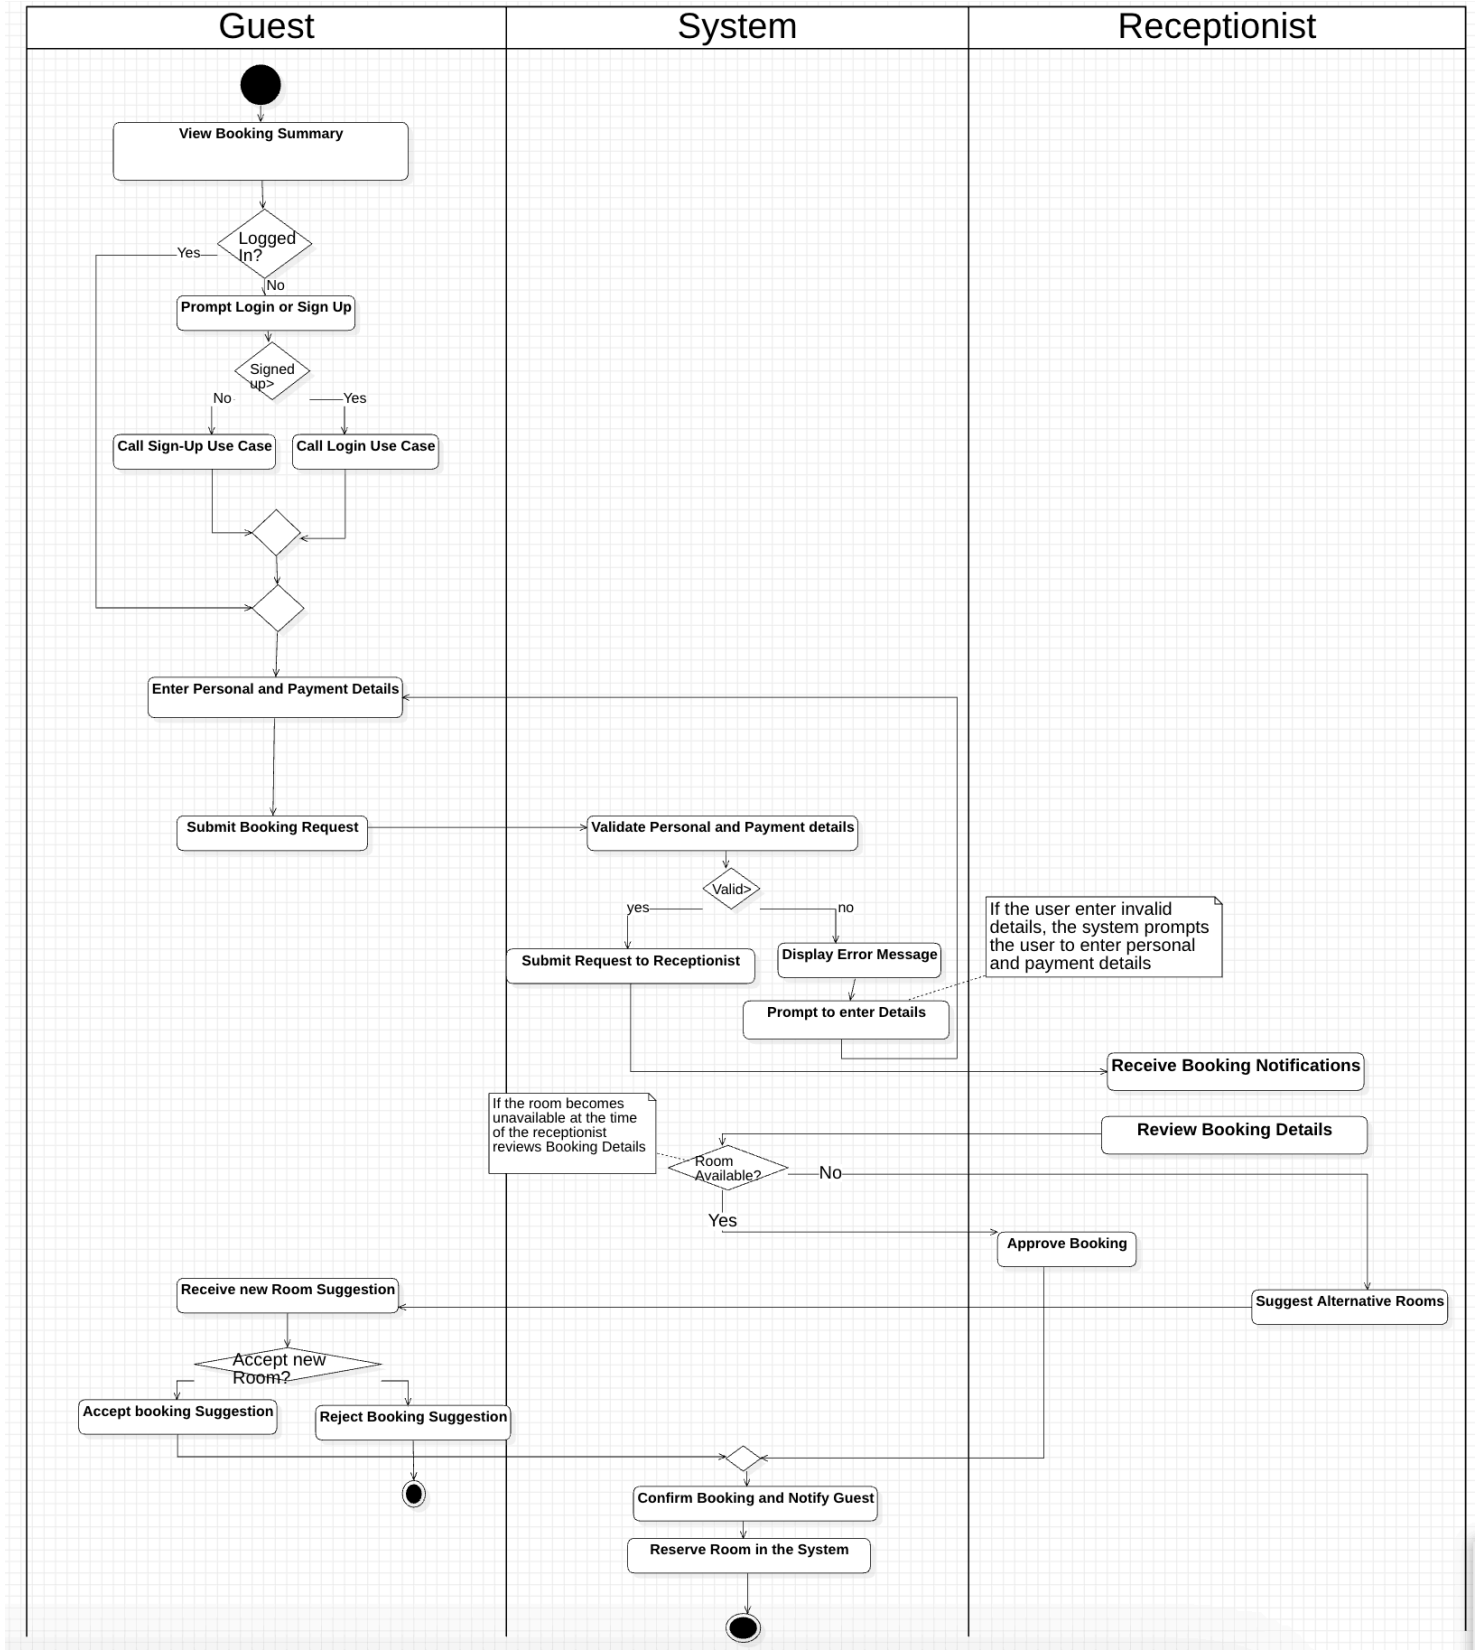 Guest
System
Receptionist
View Booking Summary
Logged
In?
Yes
No
Prompt Login or Sign Up
Signed
up>
No
Yes
Call Sign-Up Use Case
Call Login Use Case
Enter Personal and Payment Details
Submit Booking Request
Validate Personal and Payment details
Valid>
yes
no
If the user enter invalid
details, the system prompts
the user to enter personal
and payment details
Submit Request to Receptionist
Display Error Message
Prompt to enter Details
Receive Booking Notifications
If the room becomes
unavailable at the time
of the receptionist
reviews Booking Details
Review Booking Details
Room
Available?
No
Yes
Approve Booking
Receive new Room Suggestion
Suggest Alternative Rooms
Accept new
Room?
Accept booking Suggestion
Reject Booking Suggestion
Confirm Booking and Notify Guest
Reserve Room in the System